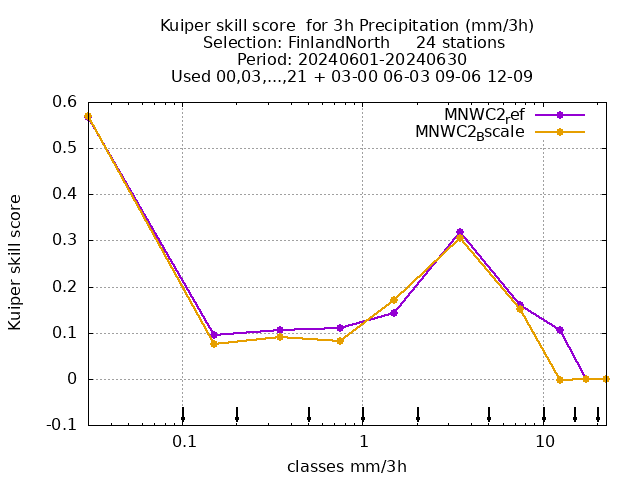 Kuiper skill score  for 3h Precipitation (mm/3h)
Selection: FinlandNorth     24 stations
Period: 20240601-20240630
Used 00,03,...,21 + 03-00 06-03 09-06 12-09
MNWC2ref
MNWC2Bscale
0.6
0.5
0.4
0.3
0.2
0.1
0
-0.1
Kuiper skill score
0.1
1
10
classes mm/3h